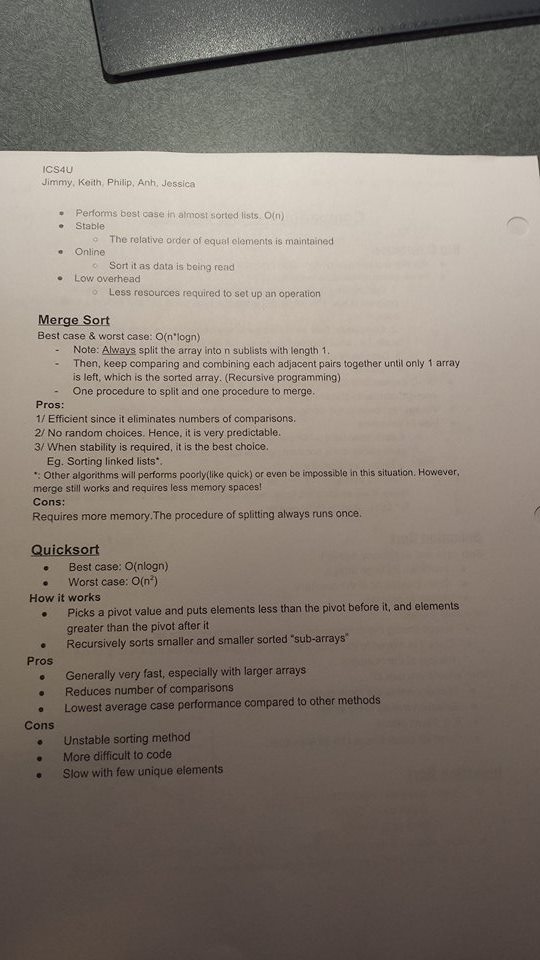 ICS4U
Jimmy, Keith, Philip, Anh, Jessica
• Performs best case in almost sorted lists. O(n)
• Stable
○ The relative order of equal elements is maintained
• Online
○ Sort it as data is being read
• Low overhead
○ Less resources required to set up an operation
Merge Sort
Best case & worst case: O(n*logn)
- Note: Always split the array into n sublists with length 1.
- Then, keep comparing and combining each adjacent pairs together until only 1 array
is left, which is the sorted array. (Recursive programming)
- One procedure to split and one procedure to merge.
Pros:
1/ Efficient since it eliminates numbers of comparisons.
2/ No random choices. Hence, it is very predictable.
3/ When stability is required, it is the best choice.
Eg. Sorting linked lists*.
*: Other algorithms will performs poorly(like quick) or even be impossible in this situation. However,
merge still works and requires less memory spaces!
Cons:
Requires more memory.The procedure of splitting always runs once.
Quicksort
• Best case: O(nlogn)
• Worst case: O(n²)
How it works
• Picks a pivot value and puts elements less than the pivot before it, and elements
greater than the pivot after it
• Recursively sorts smaller and smaller sorted "sub-arrays"
Pros
• Generally very fast, especially with larger arrays
• Reduces number of comparisons
• Lowest average case performance compared to other methods
Cons
• Unstable sorting method
• More difficult to code
• Slow with few unique elements